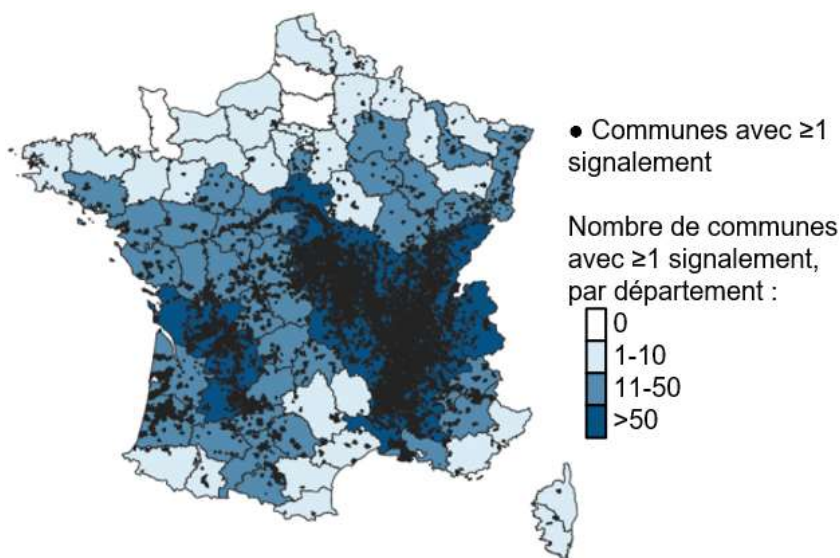 ● Communes avec ≥1
signalement
Nombre de communes
avec ≥1 signalement,
par département :
0
1-10
11-50
>50